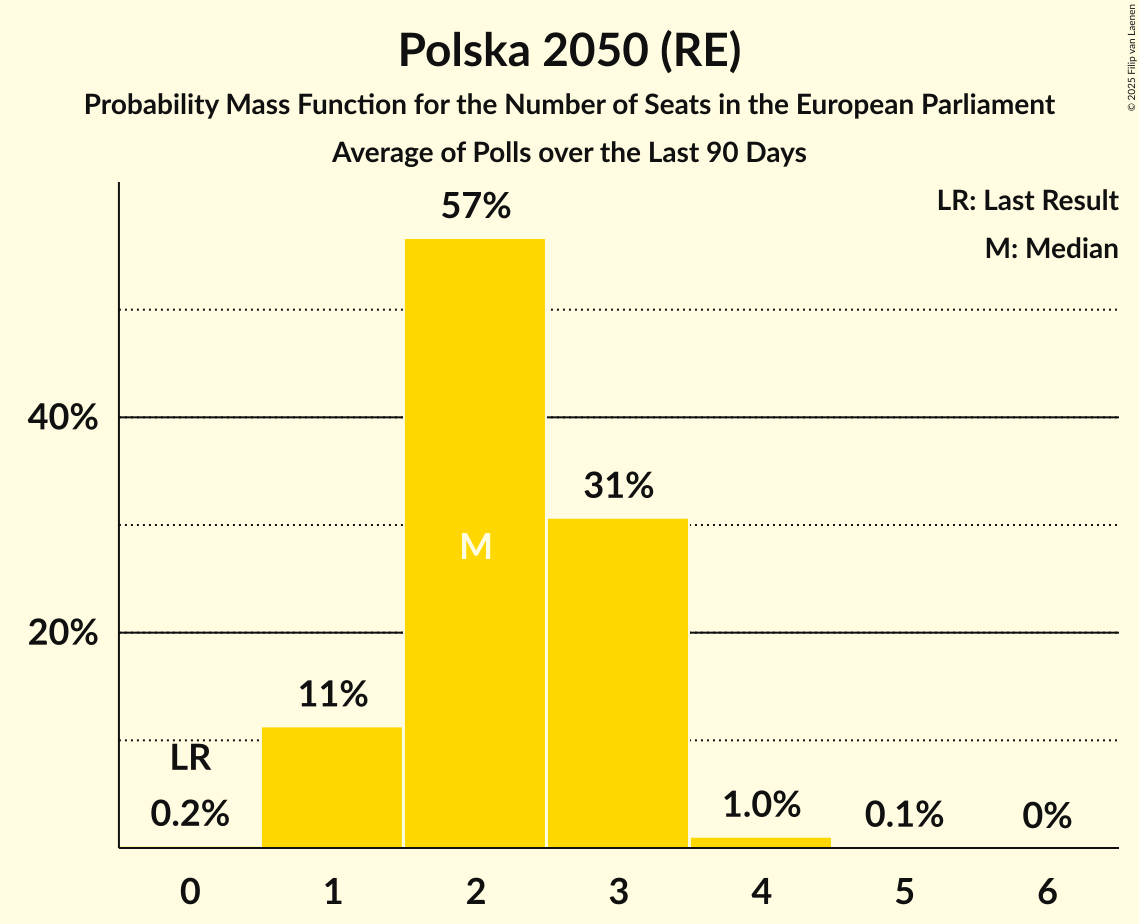 Polska 2050 (RE)
Probability Mass Function for the Number of Seats in the European Parliament
Average of Polls over the Last 90 Days
© 2025 Filip van Laenen
LR: Last Result
M: Median
57%
40%
31%
M
20%
11%
LR
0.2%
1.0%
0.1%
0%
0 1 2 3 4 5 6